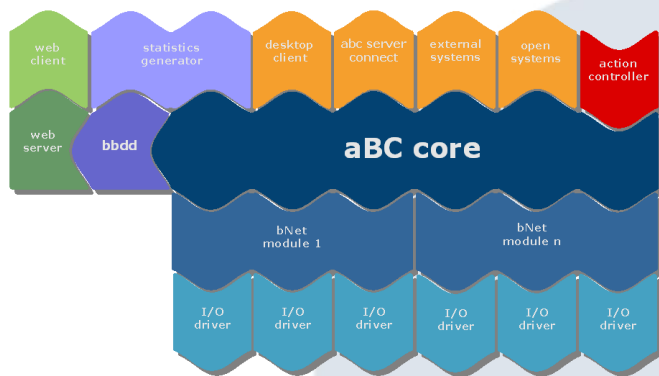 web
client
statistics
generator
desktop
client
abc server
connect
external
systems
open
systems
action
controller
web
server
bbdd
aBC core
bNet
module 1
bNet
module n
I/O
driver
I/O
driver
I/O
driver
I/O
driver
I/O
driver
I/O
driver